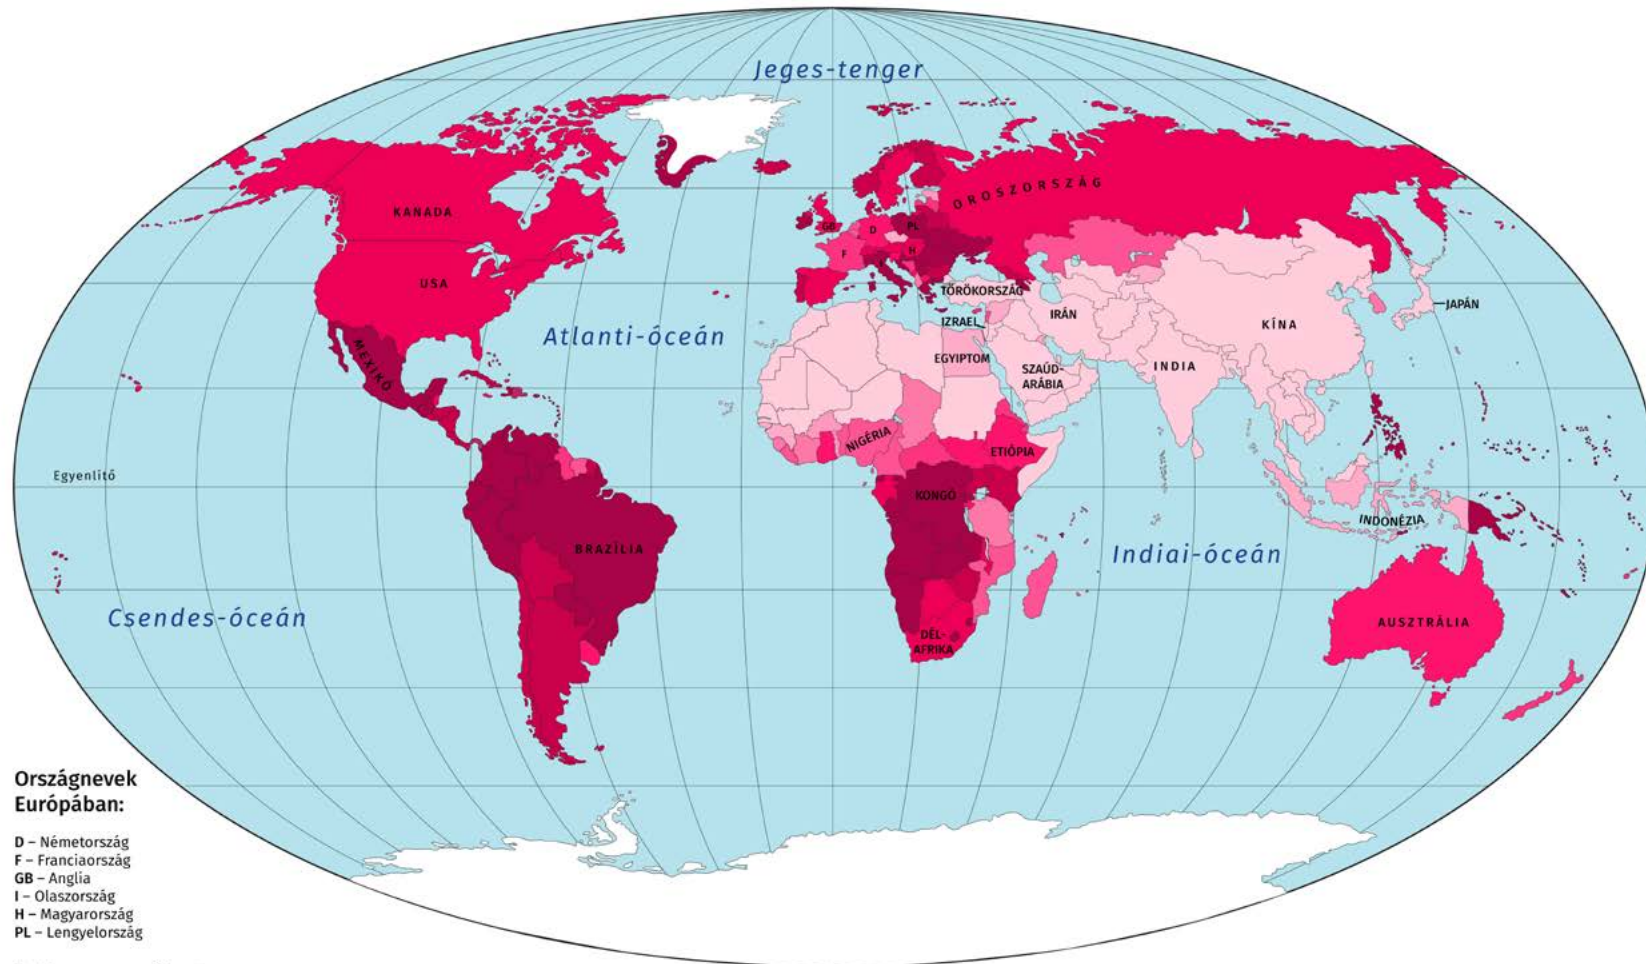 Jeges-tenger
KANADA
OROSZORSZÁG
GB
D
PL
F
H
USA
TÖRÖKORSZÁG
JAPÁN
Atlanti-óceán
IZRAEL
IRÁN
KÍNA
MEXIKÓ
EGYIPTOM
SZAÚD-
ARÁBIA
INDIA
NIGÉRIA
ETIÓPIA
Egyenlítő
KONGÓ
INDONÉZIA
BRAZÍLIA
Indiai-óceán
Csendes-óceán
AUSZTRÁLIA
DÉL-
AFRIKA
Országnevek
Európában:
D – Németország
F – Franciaország
GB – Anglia
I – Olaszország
H – Magyarország
PL – Lengyelország